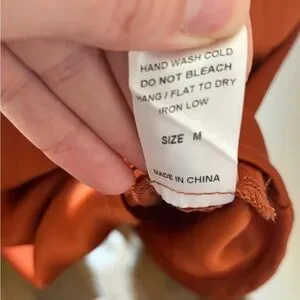 HAND WASH COLD
DO NOT BLEACH
HANG / FLAT TO DRY
IRON LOW
SIZE M
MADE IN CHINA